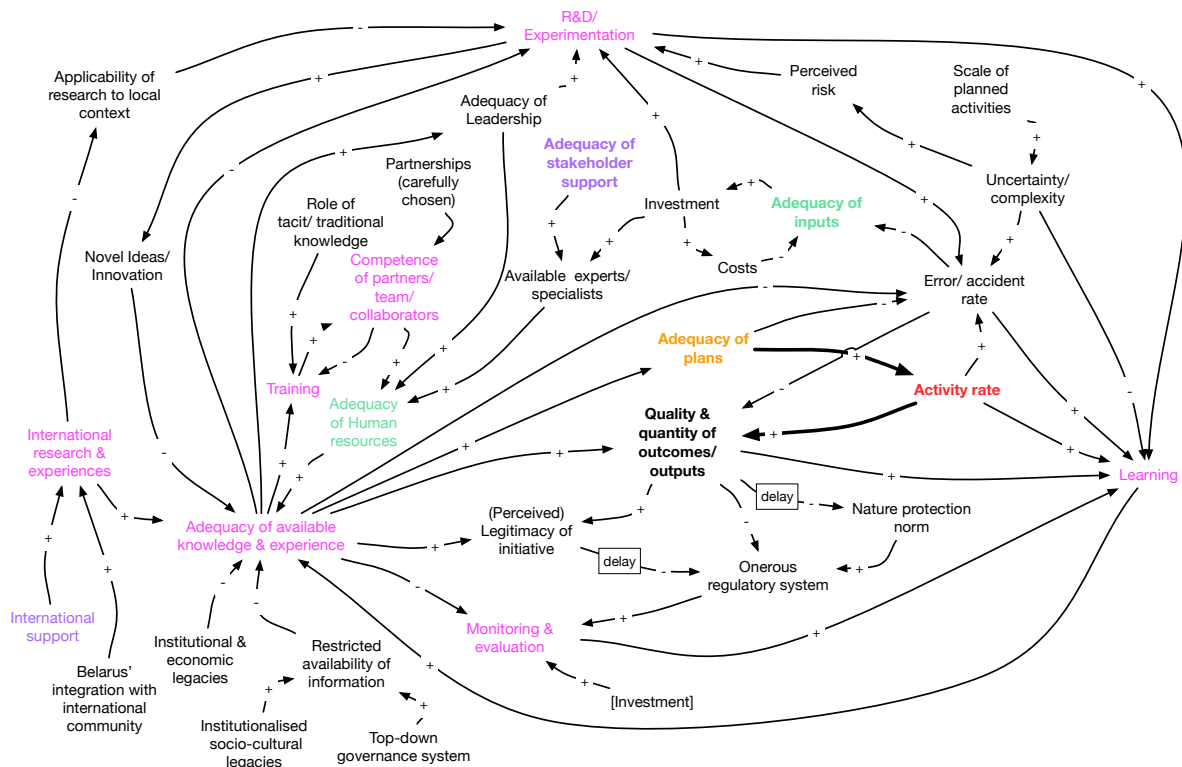 R&D/
Experimentation
Applicability of
research to local
context
Adequacy of
Leadership
Perceived
risk
Scale of
planned
activities
Adequacy of
stakeholder
support
Partnerships
(carefully
chosen)
Role of
tacit/ traditional
knowledge
Investment
Adequacy of
inputs
Uncertainty/
complexity
Novel Ideas/
Innovation
Competence
of partners/
team/
collaborators
Available experts/
specialists
Costs
Error/ accident
rate
Adequacy of
plans
Training
Adequacy
of Human
resources
Activity rate
Quality &
quantity of
outcomes/
outputs
International
research &
experiences
Learning
delay
Adequacy of available
knowledge & experience
(Perceived)
Legitimacy of
initiative
Nature protection
norm
delay
Onerous
regulatory system
International
support
Institutional &
economic
legacies
Restricted
availability of
information
Monitoring &
evaluation
Belarus'
integration with
international
community
[Investment]
Institutionalised
socio-cultural
legacies
Top-down
governance system